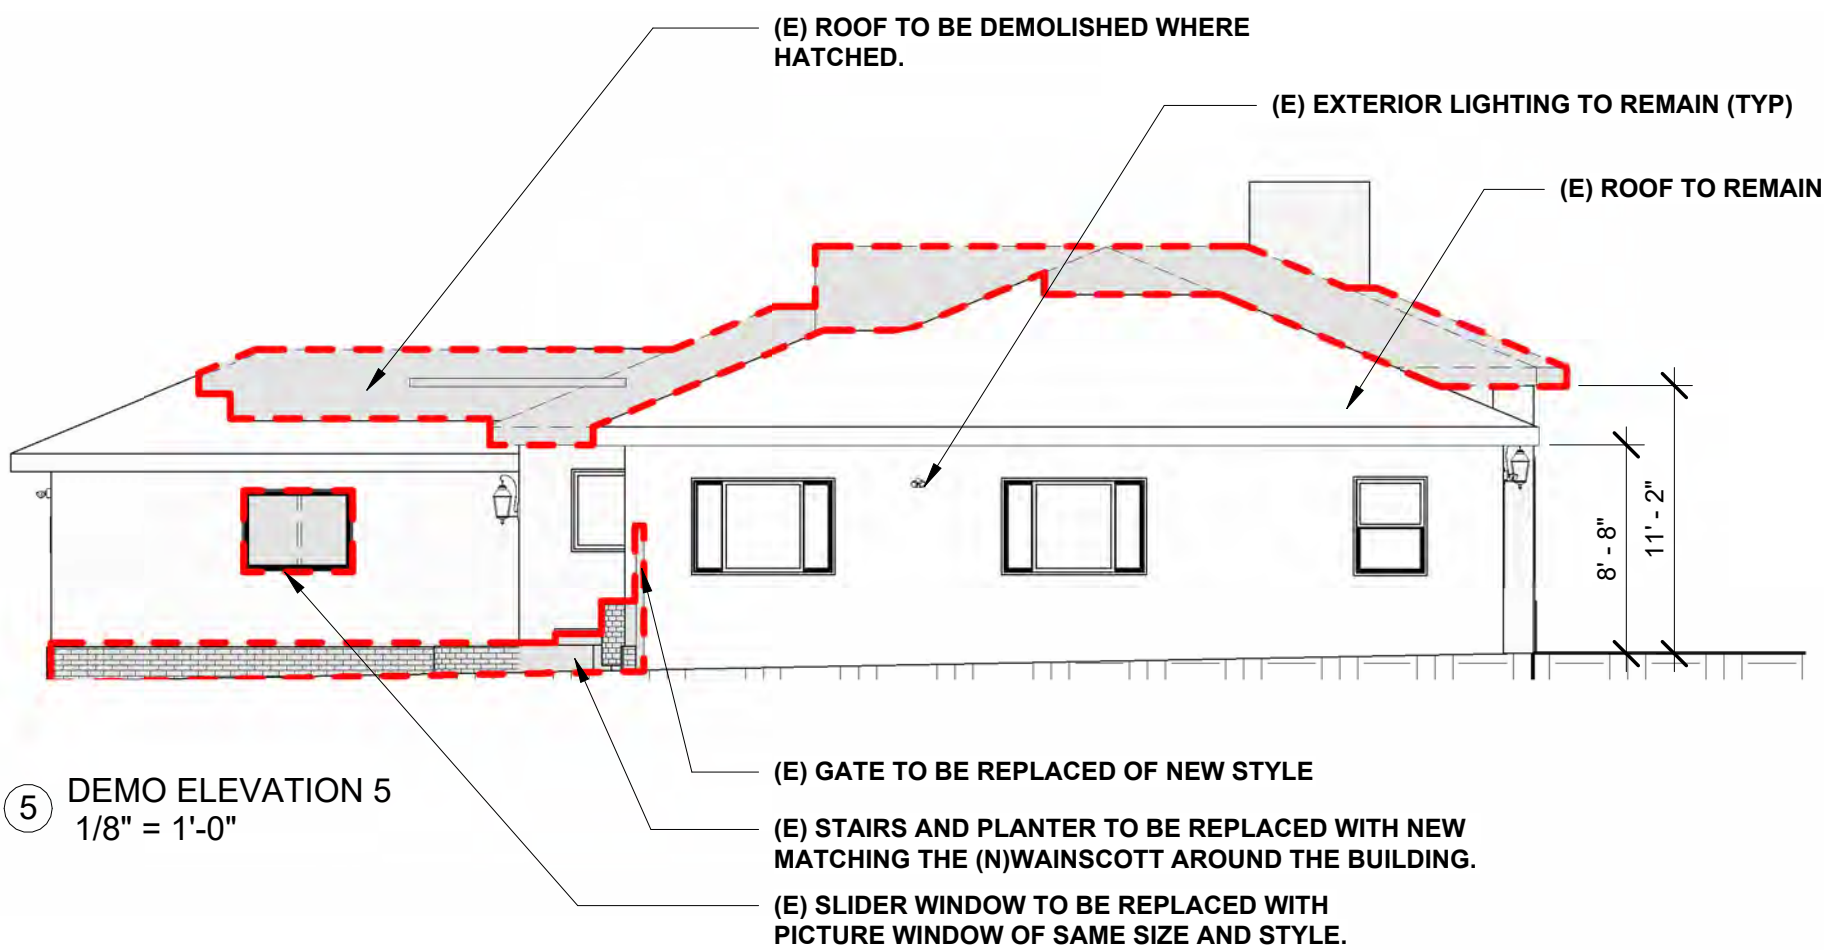 (E) ROOF TO BE DEMOLISHED WHERE
HATCHED.
(E) EXTERIOR LIGHTING TO REMAIN (TYP)
(E) ROOF TO REMAIN
8' - 8"
11' - 2"
(E) GATE TO BE REPLACED OF NEW STYLE
5
DEMO ELEVATION 5
1/8" = 1'-0"
(E) STAIRS AND PLANTER TO BE REPLACED WITH NEW
MATCHING THE (N)WAINSCOTT AROUND THE BUILDING.
(E) SLIDER WINDOW TO BE REPLACED WITH
PICTURE WINDOW OF SAME SIZE AND STYLE.